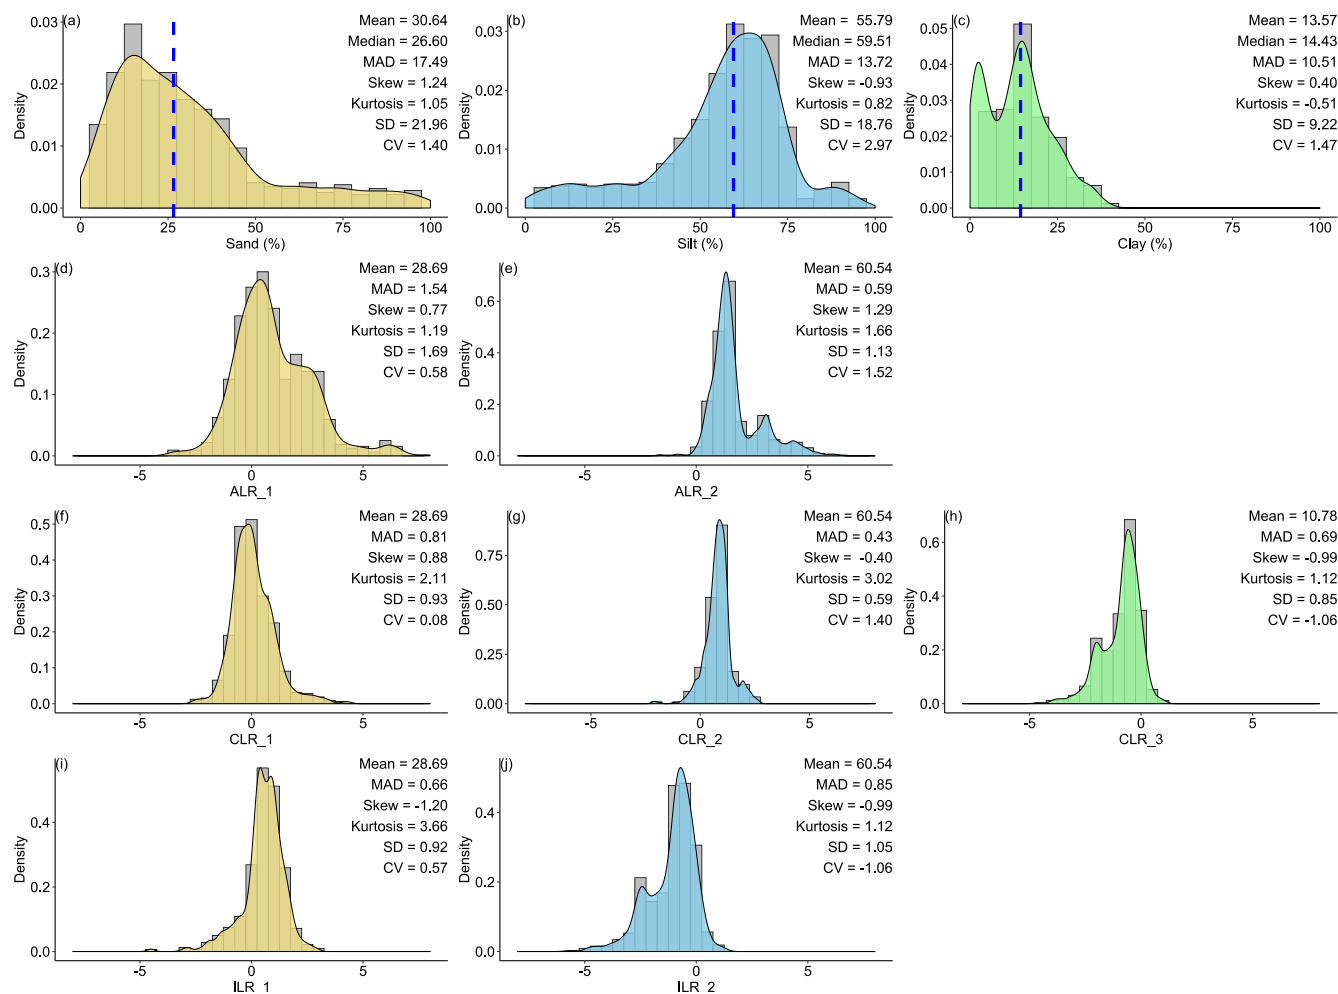 (a)
Mean = 30.64
Median = 26.60
MAD = 17.49
Skew = 1.24
Kurtosis = 1.05
SD = 21.96
CV = 1.40
Density
0.03
0.02
0.01
0.00
0 25 50 75 100
Sand (%)
(b)
Mean = 55.79
Median = 59.51
MAD = 13.72
Skew = -0.93
Kurtosis = 0.82
SD = 18.76
CV = 2.97
Density
0.03
0.02
0.01
0.00
0 25 50 75 100
Silt (%)
(c)
Mean = 13.57
Median = 14.43
MAD = 10.51
Skew = 0.40
Kurtosis = -0.51
SD = 9.22
CV = 1.47
Density
0.05
0.04
0.03
0.02
0.01
0.00
0 25 50 75 100
Clay (%)
(d)
Mean = 28.69
MAD = 1.54
Skew = 0.77
Kurtosis = 1.19
SD = 1.69
CV = 0.58
Density
0.3
0.2
0.1
0.0
-5 0 5
ALR_1
(e)
Mean = 60.54
MAD = 0.59
Skew = 1.29
Kurtosis = 1.66
SD = 1.13
CV = 1.52
Density
0.6
0.4
0.2
0.0
-5 0 5
ALR_2
(f)
Mean = 28.69
MAD = 0.81
Skew = 0.88
Kurtosis = 2.11
SD = 0.93
CV = 0.08
Density
0.5
0.4
0.3
0.2
0.1
0.0
-5 0 5
CLR_1
(g)
Mean = 60.54
MAD = 0.43
Skew = -0.40
Kurtosis = 3.02
SD = 0.59
CV = 1.40
Density
0.75
0.50
0.25
0.00
-5 0 5
CLR_2
(h)
Mean = 10.78
MAD = 0.69
Skew = -0.99
Kurtosis = 1.12
SD = 0.85
CV = -1.06
Density
0.6
0.4
0.2
0.0
-5 0 5
CLR_3
(i)
Mean = 28.69
MAD = 0.66
Skew = -1.20
Kurtosis = 3.66
SD = 0.92
CV = 0.57
Density
0.4
0.2
0.0
-5 0 5
ILR_1
(j)
Mean = 60.54
MAD = 0.85
Skew = -0.99
Kurtosis = 1.12
SD = 1.05
CV = -1.06
Density
0.4
0.2
0.0
-5 0 5
ILR_2